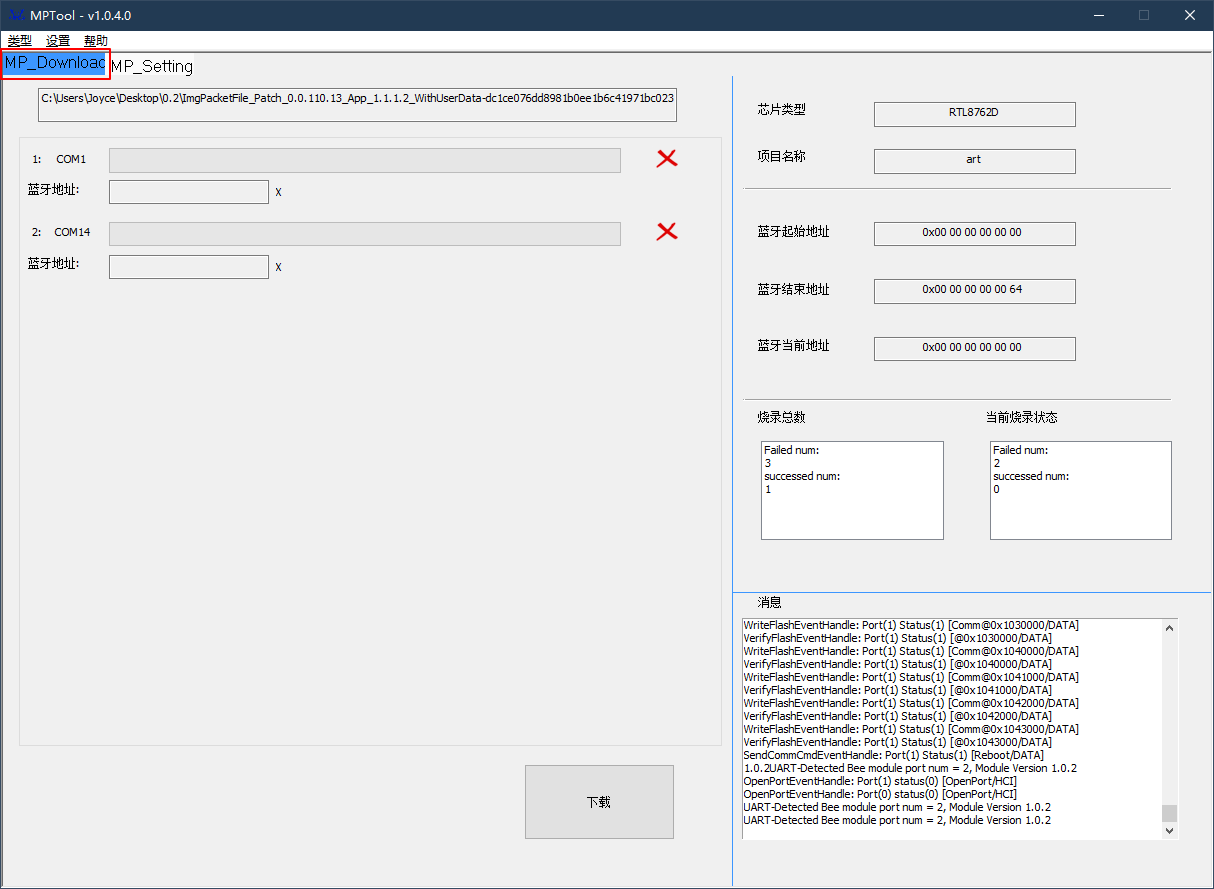 MPTool - v1.0.4.0
类型 设置 帮助
MP_Download MP_Setting
C:\Users\Joyce\Desktop\0.2\ImgPacketFile_Patch_0.0.110.13_App_1.1.1.2_WithUserData-dc1ce076dd8981b0ee1b6c41971bc023
1: COM1
蓝牙地址: X
2: COM14
蓝牙地址: X
下载
芯片类型 RTL8762D
项目名称 art
蓝牙起始地址 0x00 00 00 00 00 00
蓝牙结束地址 0x00 00 00 00 00 64
蓝牙当前地址 0x00 00 00 00 00 00
烧录总数 当前烧录状态
Failed num: Failed num:
3 2
successed num: successed num:
1 0
消息
WriteFlashEventHandle: Port(1) Status(1) [Comm@0x1030000/DATA]
VerifyFlashEventHandle: Port(1) Status(1) [@0x1030000/DATA]
WriteFlashEventHandle: Port(1) Status(1) [Comm@0x1040000/DATA]
VerifyFlashEventHandle: Port(1) Status(1) [@0x1040000/DATA]
WriteFlashEventHandle: Port(1) Status(1) [Comm@0x1041000/DATA]
VerifyFlashEventHandle: Port(1) Status(1) [@0x1041000/DATA]
WriteFlashEventHandle: Port(1) Status(1) [Comm@0x1042000/DATA]
VerifyFlashEventHandle: Port(1) Status(1) [@0x1042000/DATA]
WriteFlashEventHandle: Port(1) Status(1) [Comm@0x1043000/DATA]
VerifyFlashEventHandle: Port(1) Status(1) [@0x1043000/DATA]
SendCommCmdEventHandle: Port(1) Status(1) [Reboot/DATA]
1.0.2UART-Detected Bee module port num = 2, Module Version 1.0.2
OpenPortEventHandle: Port(1) status(0) [OpenPort/HCI]
OpenPortEventHandle: Port(0) status(0) [OpenPort/HCI]
UART-Detected Bee module port num = 2, Module Version 1.0.2
UART-Detected Bee module port num = 2, Module Version 1.0.2